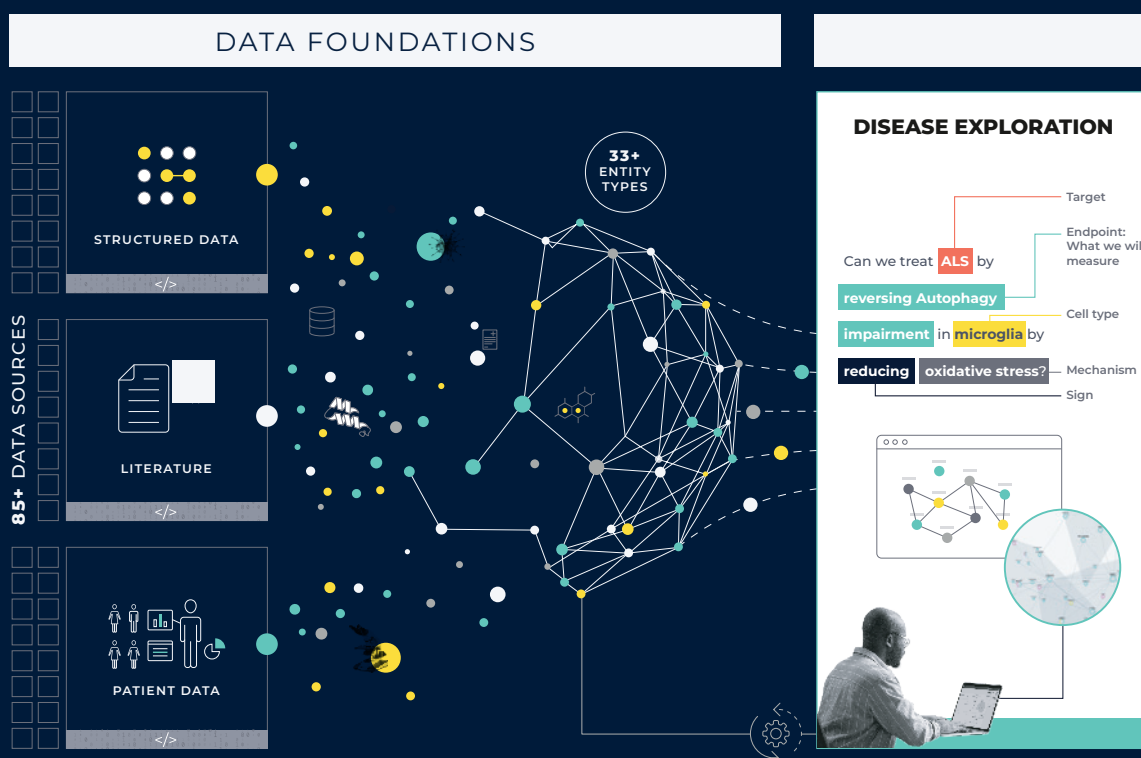 DATA FOUNDATIONS
85+ DATA SOURCES
STRUCTURED DATA
</>
LITERATURE
</>
PATIENT DATA
</>
33+
ENTITY
TYPES
DISEASE EXPLORATION
Target
Endpoint:
What we wil
measure
Can we treat ALS by
reversing Autophagy
Cell type
impairment in microglia by
reducing oxidative stress?
Mechanism
Sign